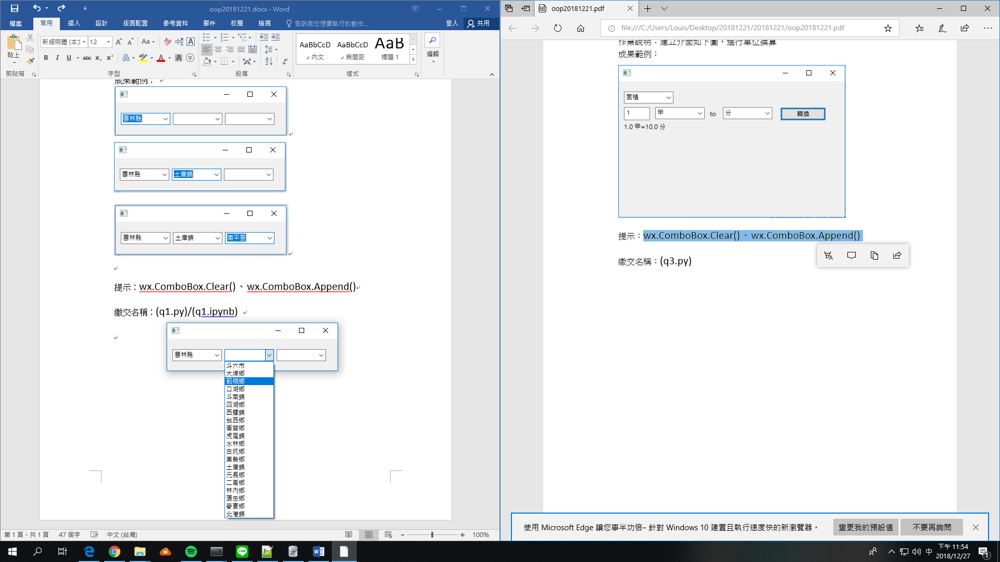 oop20181221.docx - Word
檔案 常用 插入 設計 版面配置 參考資料 郵件 校閱 檢視 告訴我您想要執行的動作... 登入 共用
貼上
新細明體 (本文 12
AaBbCcD AaBbCcD AaB
內文 無間距 標題 1
編輯
剪貼簿 字型 段落 樣式
成果範例：
雲林縣
雲林縣 土庫鎮
雲林縣 土庫鎮 南平里
提示：wx.ComboBox.Clear()、wx.ComboBox.Append()
繳交名稱：(q1.py)/(q1.ipynb)
雲林縣
斗六市
大埤鄉
莿桐鄉
口湖鄉
斗南鎮
四湖鄉
西螺鎮
台西鄉
崙背鄉
虎尾鎮
水林鄉
古坑鄉
東勢鄉
土庫鎮
元長鄉
二崙鄉
林內鄉
褒忠鄉
麥寮鄉
北港鎮
第 1 頁，共 1 頁 47 個字 中文 (台灣) 100%
oop20181221.pdf
file:///C:/Users/Louis/Desktop/20181221/20181221/oop20181221.pdf
作業說明：建立介面如下圖，進行單位換算
成果範例：
面積
1 甲 to 分 轉換
1.0 甲=10.0 分
提示：wx.ComboBox.Clear()、wx.ComboBox.Append()
繳交名稱：(q3.py)
使用 Microsoft Edge 讓您事半功倍– 針對 Windows 10 建置且執行速度快的新瀏覽器。 變更我的預設值 不要再詢問
中 下午 11:54
2018/12/27
1